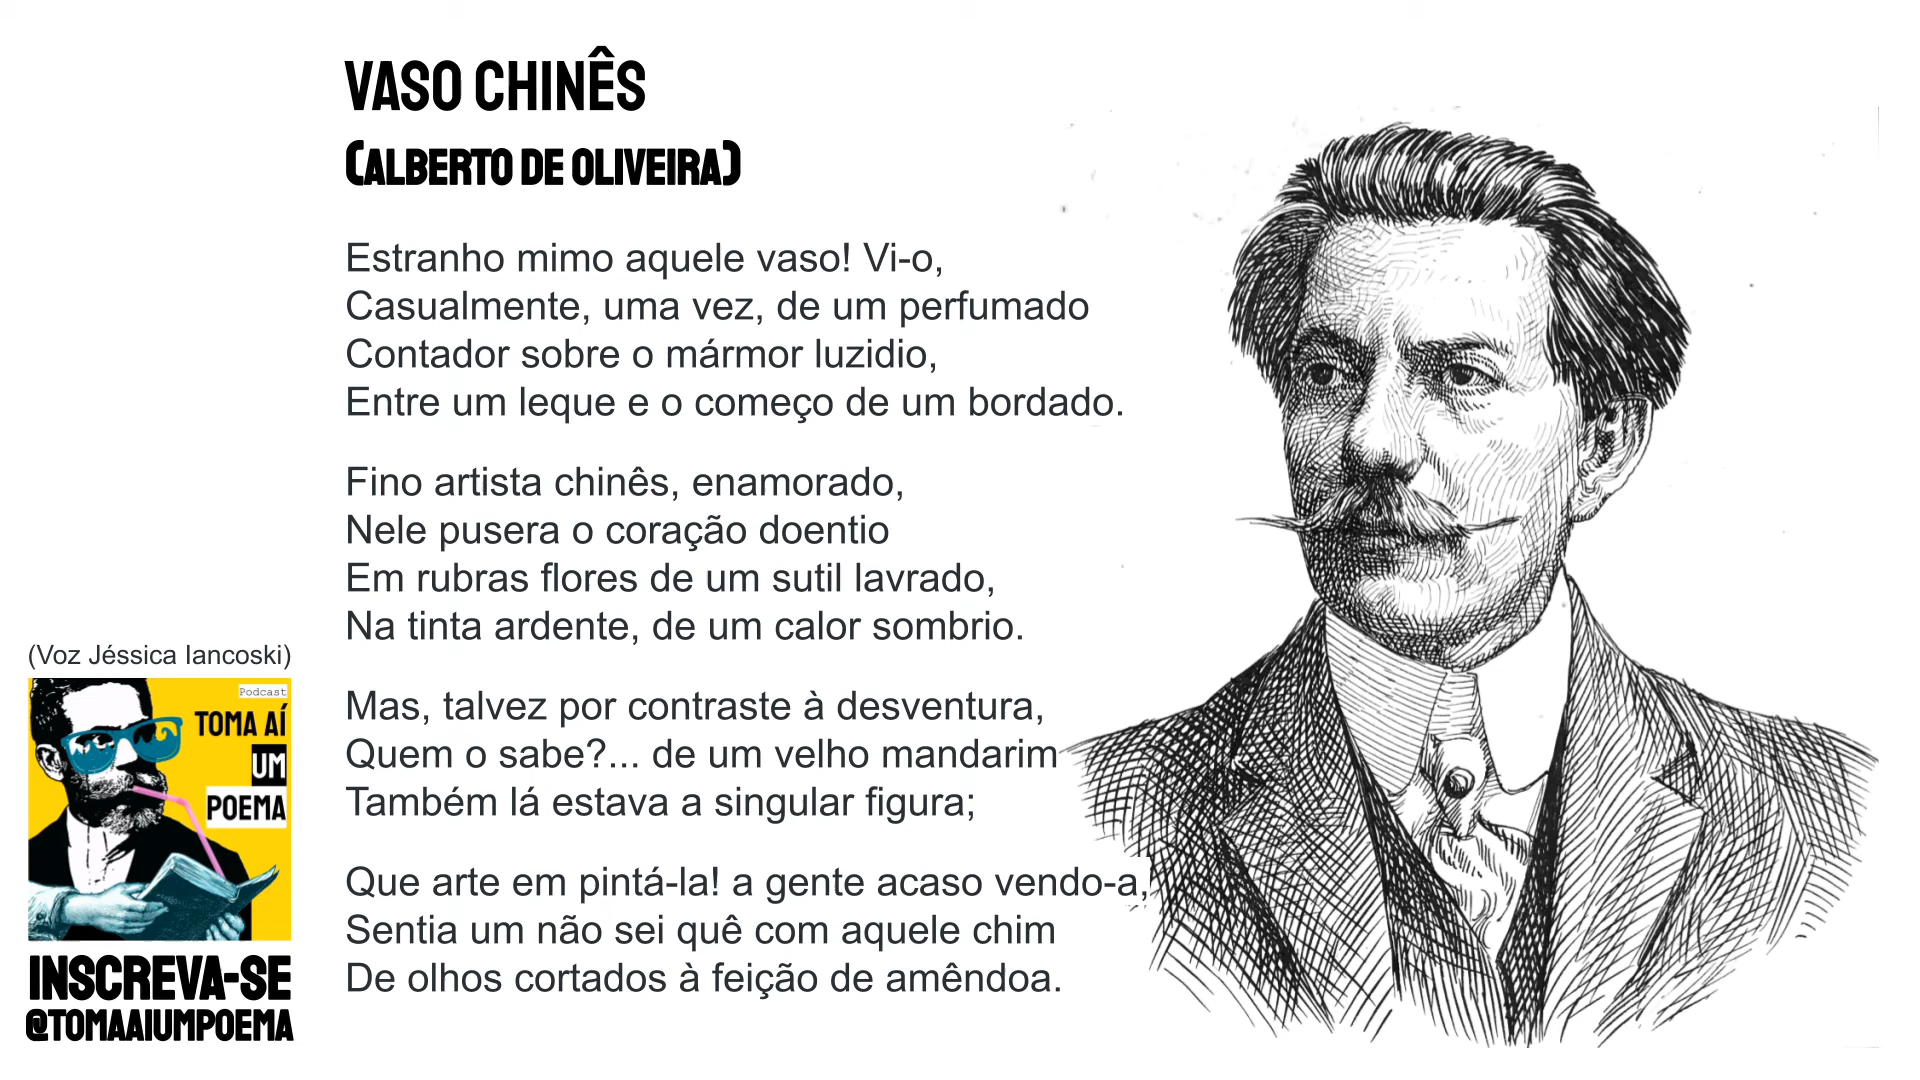 VASO CHINÊS
(ALBERTO DE OLIVEIRA)
Estranho mimo aquele vaso! Vi-o,
Casualmente, uma vez, de um perfumado
Contador sobre o mármor luzidio,
Entre um leque e o começo de um bordado.
Fino artista chinês, enamorado,
Nele pusera o coração doentio
Em rubras flores de um sutil lavrado,
Na tinta ardente, de um calor sombrio.
Mas, talvez por contraste à desventura,
Quem o sabe?... de um velho mandarim
Também lá estava a singular figura;
Que arte em pintá-la! a gente acaso vendo-a,
Sentia um não sei quê com aquele chim
De olhos cortados à feição de amêndoa.
(Voz Jéssica Iancoski)
Podcast
TOMA AÍ
UM
POEMA
INSCREVA-SE
@TOMAAIUMPOEMA